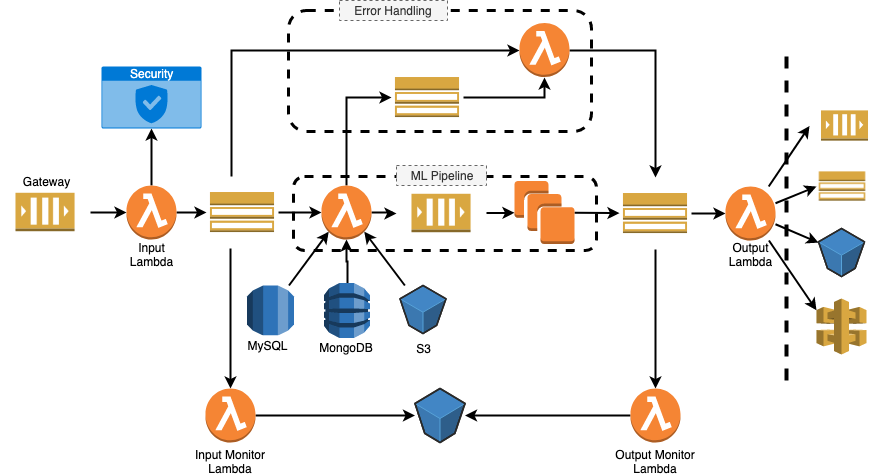 Error Handling
Security
ML Pipeline
Gateway
Input
Lambda
Output
Lambda
MySQL
MongoDB
S3
Input Monitor
Lambda
Output Monitor
Lambda